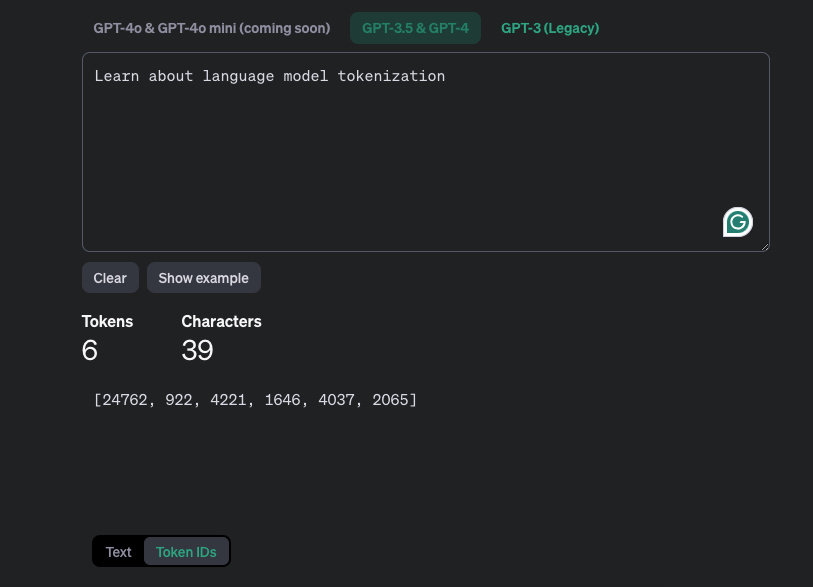 GPT-4o & GPT-4o mini (coming soon) GPT-3.5 & GPT-4 GPT-3 (Legacy)
Learn about language model tokenization
G
Clear Show example
Tokens Characters
6 39
[24762, 922, 4221, 1646, 4037, 2065]
Text Token IDs